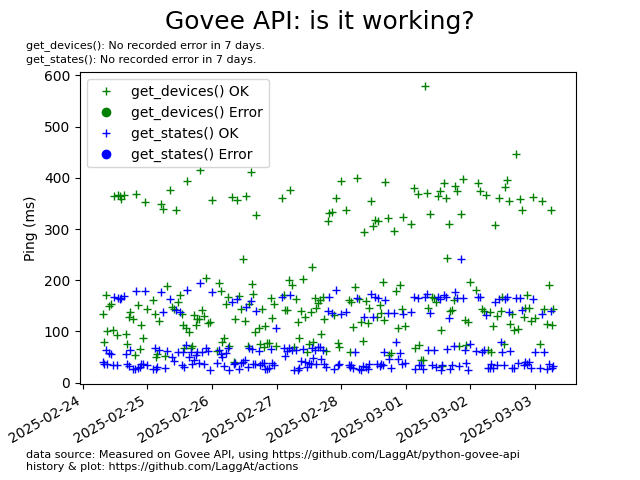 Govee API: is it working?
get_devices(): No recorded error in 7 days.
get_states(): No recorded error in 7 days.
get_devices() OK
get_devices() Error
get_states() OK
get_states() Error
Ping (ms)
600
500
400
300
200
100
0
2025-02-24
2025-02-25
2025-02-26
2025-02-27
2025-02-28
2025-03-01
2025-03-02
2025-03-03
data source: Measured on Govee API, using https://github.com/LaggAt/python-govee-api
history & plot: https://github.com/LaggAt/actions